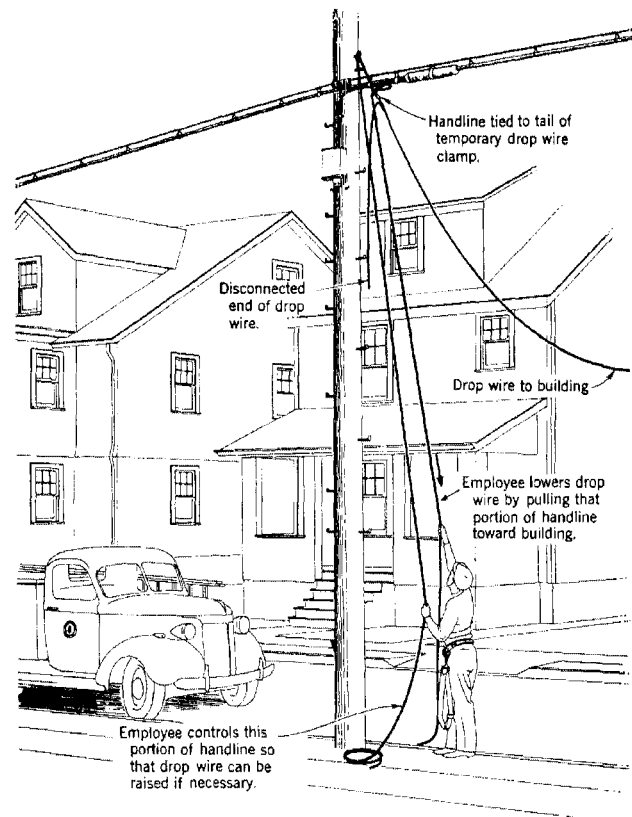 Handline tied to tail of
temporary drop wire
clamp.
Disconnected
end of drop
wire.
Drop wire to building
Employee lowers drop
wire by pulling that
portion of handline
toward building.
Employee controls this
portion of handline so
that drop wire can be
raised if necessary.